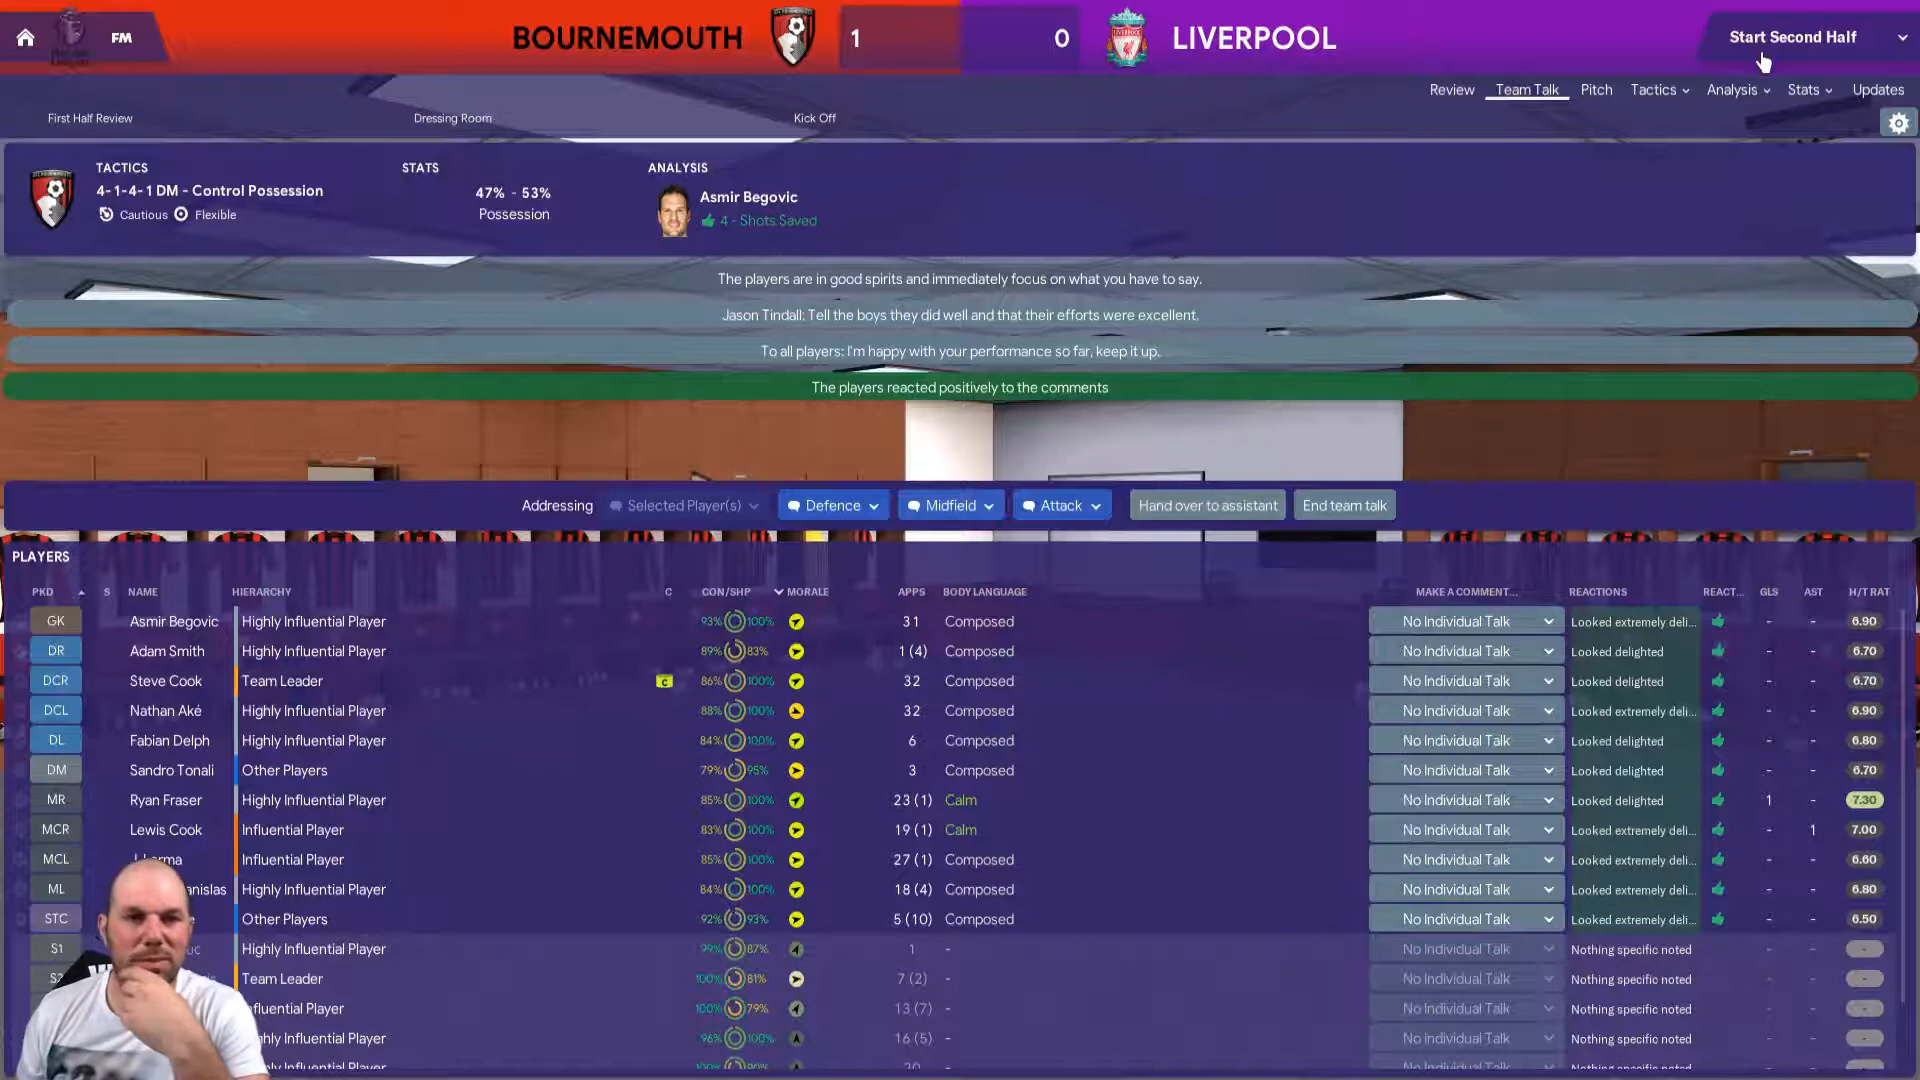 FM BOURNEMOUTH 1 0 LIVERPOOL Start Second Half
Review Team Talk Pitch Tactics Analysis Stats Updates
First Half Review Dressing Room Kick Off
TACTICS STATS ANALYSIS
4-1-4-1 DM - Control Possession 47% - 53% Asmir Begovic
Cautious Flexible Possession 4 - Shots Saved
The players are in good spirits and immediately focus on what you have to say.
Jason Tindall: Tell the boys they did well and that their efforts were excellent.
To all players: I'm happy with your performance so far, keep it up.
The players reacted positively to the comments
Addressing Selected Player(s) Defence Midfield Attack Hand over to assistant End team talk
PLAYERS
PKD S NAME HIERARCHY C CON/SHP MORALE APPS BODY LANGUAGE MAKE A COMMENT... REACTIONS REACT... GLS AST H/T RAT
GK Asmir Begovic Highly Influential Player 93% 100% 31 Composed No Individual Talk Looked extremely deli... - - 6.90
DR Adam Smith Highly Influential Player 89% 83% 1 (4) Composed No Individual Talk Looked delighted - - 6.70
DCR Steve Cook Team Leader C 86% 100% 32 Composed No Individual Talk Looked delighted - - 6.70
DCL Nathan Aké Highly Influential Player 88% 100% 32 Composed No Individual Talk Looked extremely deli... - - 6.90
DL Fabian Delph Highly Influential Player 84% 100% 6 Composed No Individual Talk Looked delighted - - 6.80
DM Sandro Tonali Other Players 79% 95% 3 Composed No Individual Talk Looked delighted - - 6.70
MR Ryan Fraser Highly Influential Player 85% 100% 23 (1) Calm No Individual Talk Looked delighted 1 - 7.30
MCR Lewis Cook Influential Player 83% 100% 19 (1) Calm No Individual Talk Looked extremely deli... - 1 7.00
MCL Influential Player 85% 100% 27 (1) Composed No Individual Talk Looked extremely deli... - - 6.60
ML anislas Highly Influential Player 84% 100% 18 (4) Composed No Individual Talk Looked extremely deli... - - 6.80
STC Other Players 92% 93% 5 (10) Composed No Individual Talk Looked extremely deli... - - 6.50
S1 Highly Influential Player 99% 87% 1 - No Individual Talk Nothing specific noted - - -
Team Leader 100% 81% 7 (2) - No Individual Talk Nothing specific noted - - -
nfluential Player 100% 79% 13 (7) - No Individual Talk Nothing specific noted - - -
ighly Influential Player 96% 100% 16 (5) - No Individual Talk Nothing specific noted - - -